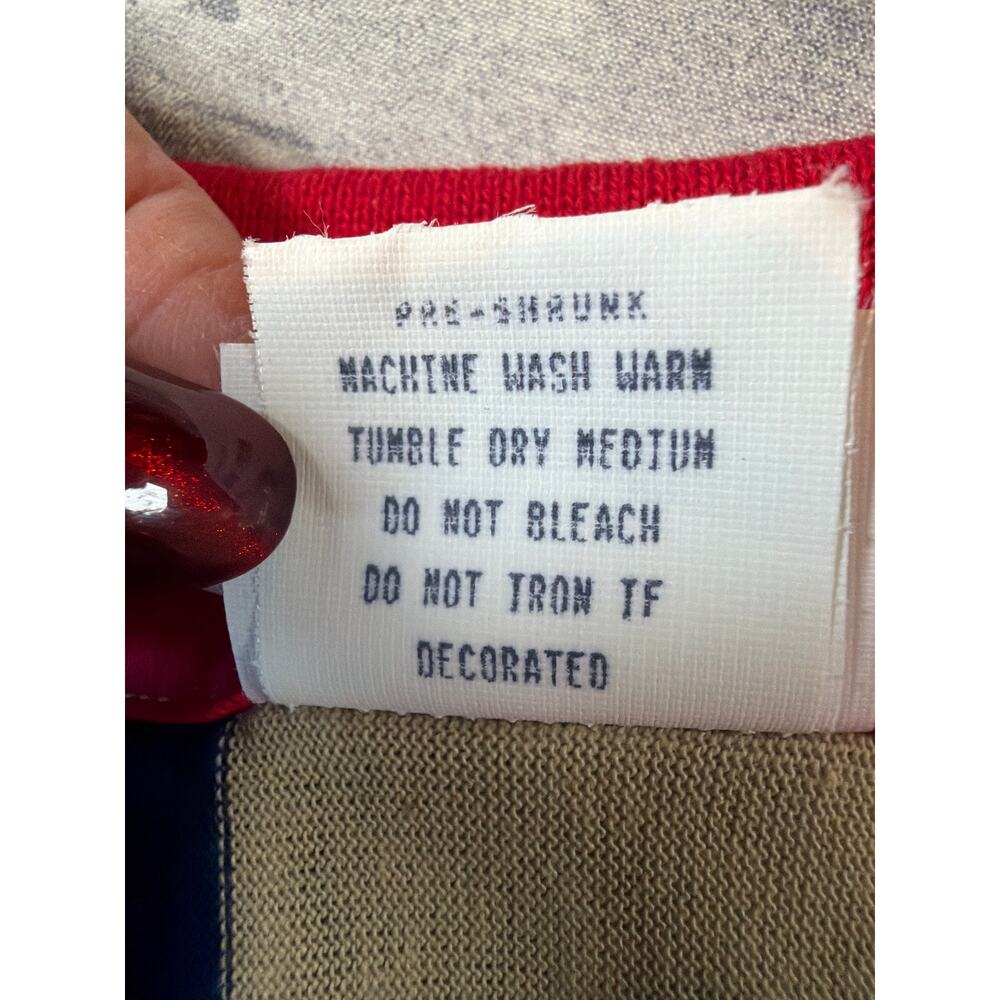 PRE-SHRUNK
MACHINE WASH WARM
TUMBLE DRY MEDIUM
DO NOT BLEACH
DO NOT IRON IF
DECORATED